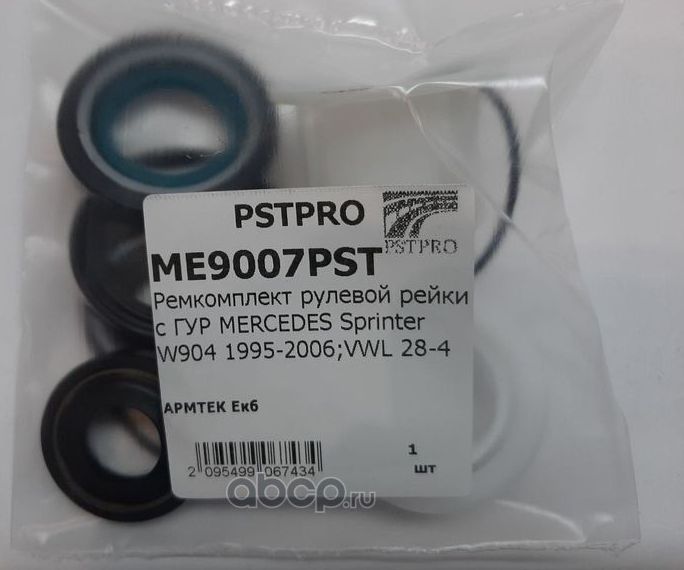 PSTPRO
PSTPRO
ME9007PST
Ремкомплект рулевой рейки
с ГУР MERCEDES Sprinter
W904 1995-2006;VWL 28-4
АРМТЕК Екб
1
шт
2 095499 067434
abcp.ru